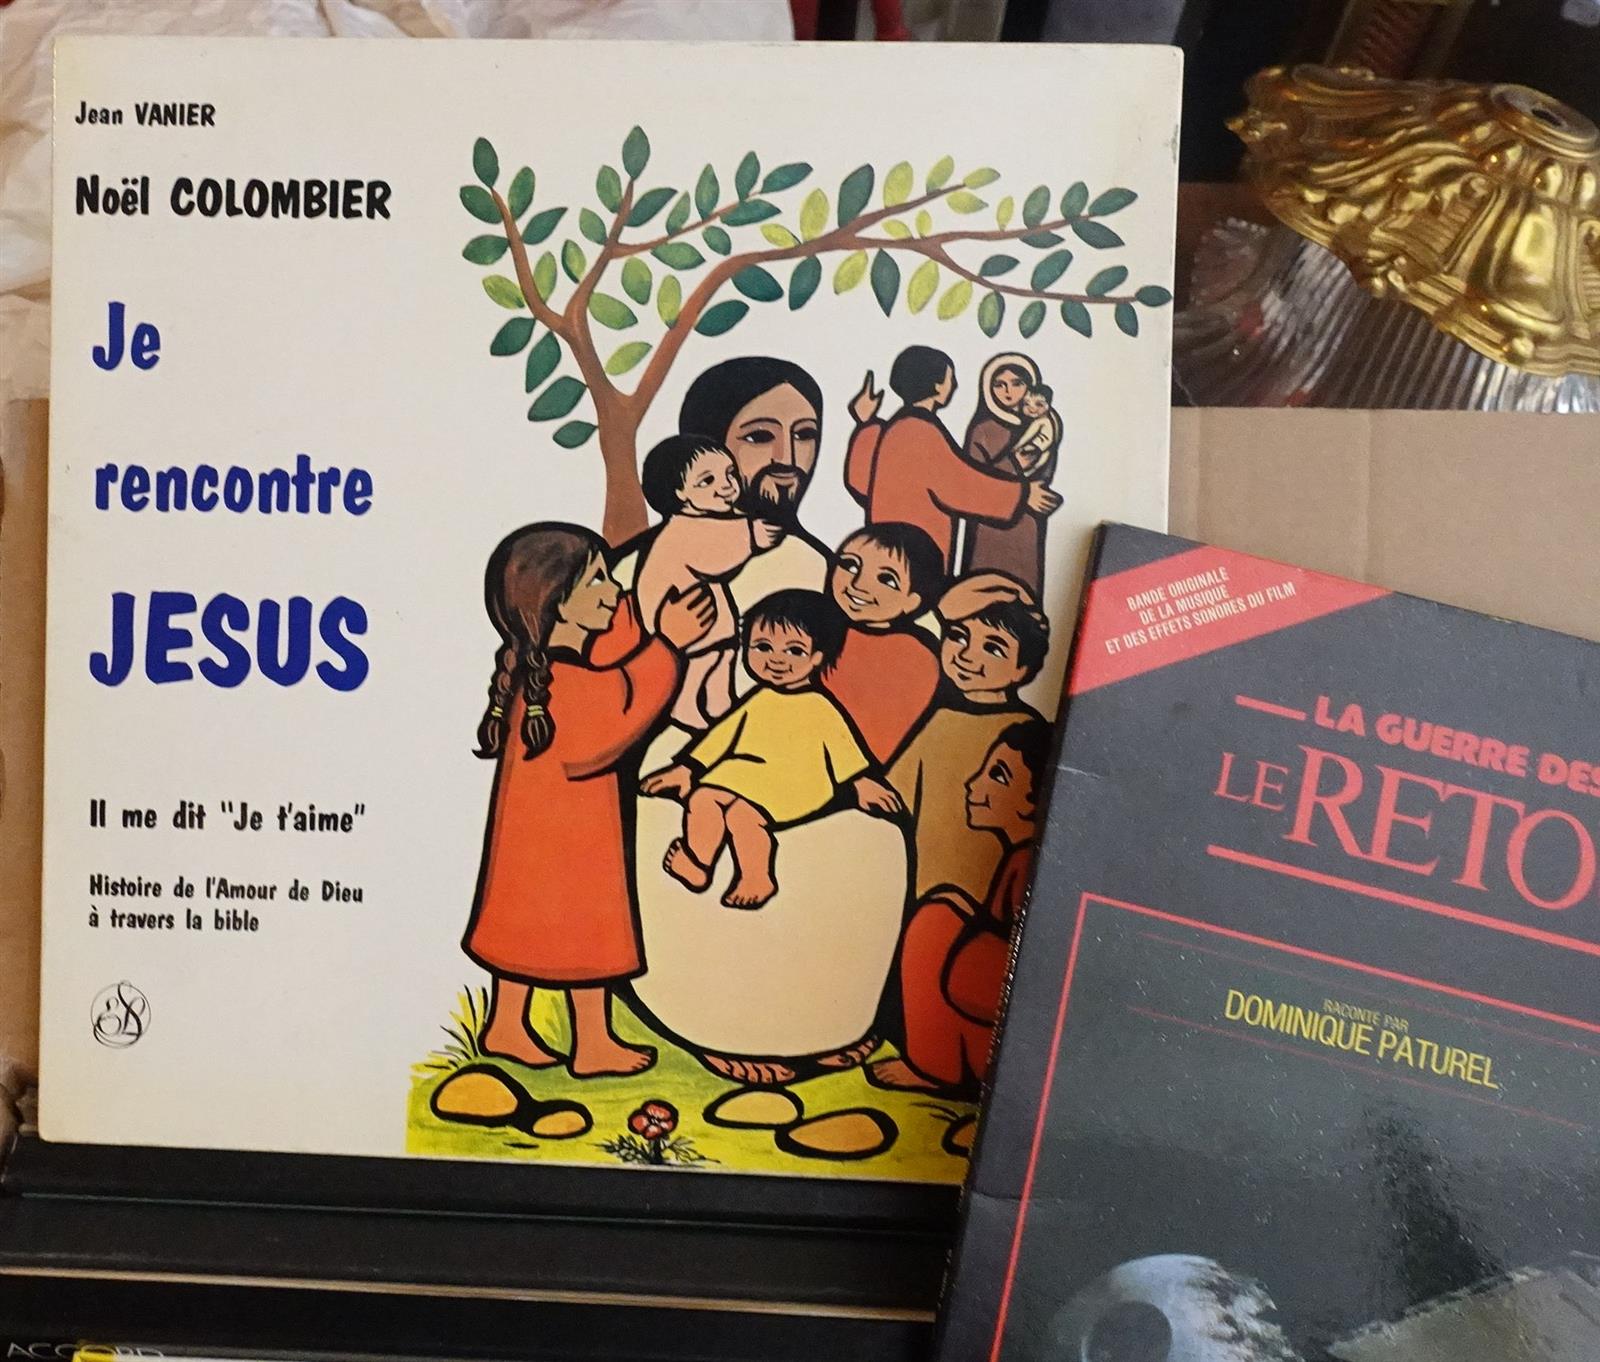 Jean VANIER
Noël COLOMBIER
Je
rencontre
JESUS
Il me dit "Je t'aime"
Histoire de l'Amour de Dieu
à travers la bible
BANDE ORIGINALE
DE LA MUSIQUE
ET DES EFFETS SONORES DU FILM
LA GUERRE DES
LE RETO
RACONTÉ PAR
DOMINIQUE PATUREL
ACCORD